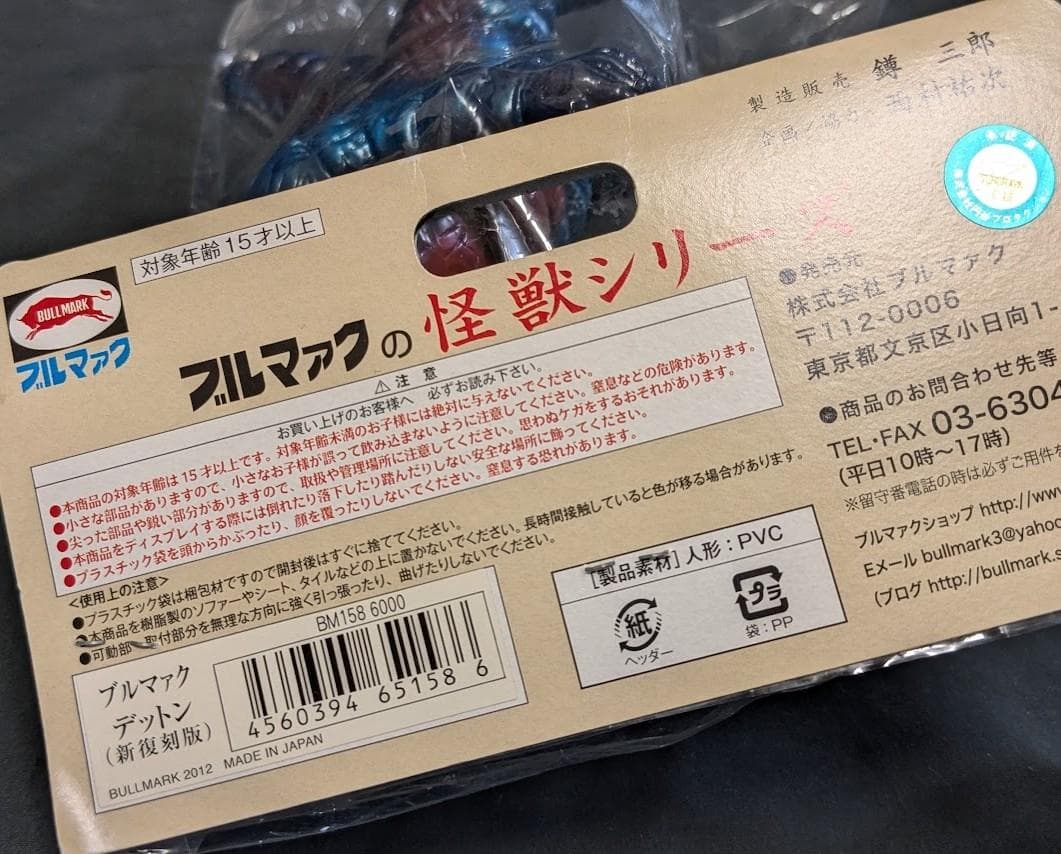 製造販売 鐏 三郎
企画/協力 西村祐次
対象年齢15才以上
BULLMARK
ブルマァク
ブルマァクの怪獣シリー
⚠注意
お買い上げのお客様へ 必ずお読み下さい。
●本商品の対象年齢は15才以上です。対象年齢未満のお子様には絶対に与えないでください。
●小さな部品がありますので、小さなお子様が誤って飲み込まないように注意してください。窒息などの危険があります。
●尖った部品や鋭い部分がありますので、取扱や管理場所に注意してください。思わぬケガをするおそれがあります。
●本商品をディスプレイする際には倒れたり落下したり踏んだりしない安全な場所に飾ってください。
●プラスチック袋を頭からかぶったり、顔を覆ったりしないでください。窒息する恐れがあります。
<使用上の注意>
●プラスチック袋は梱包材ですので開封後はすぐに捨ててください。
●本商品を樹脂製のソファーやシート、タイルなどの上に置かないでください。長時間接触していると色が移る場合があります。
●可動部 取付部分を無理な方向に強く引っ張ったり、曲げたりしないでください。
ブルマァク
デットン
(新復刻版)
BM158 6000
4560394 65158 6
BULLMARK 2012 MADE IN JAPAN
[製品素材] 人形:PVC
紙
ヘッダー
プラ
袋:PP
●発売元
株式会社ブルマァク
〒112-0006
東京都文京区小日向1-
●商品のお問合わせ先等
TEL・FAX 03-6304
(平日10時〜17時)
※留守番電話の時は必ずご用件を
ブルマァクショップ http://www
Eメール bullmark3@yahoo
(ブログ http://bullmark.s